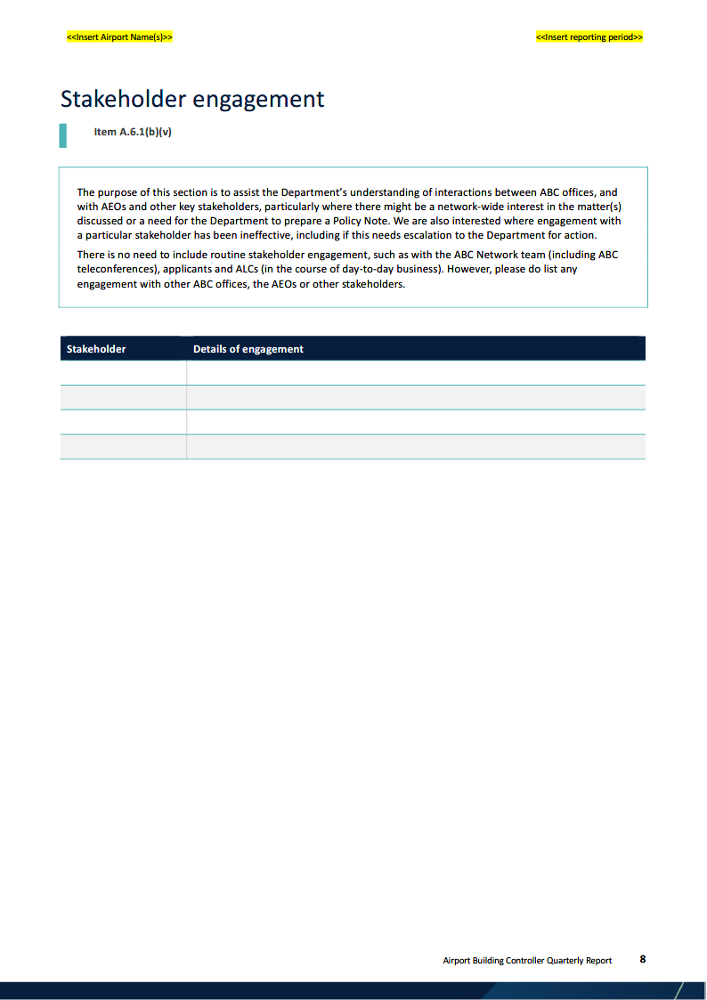 <<Insert Airport Name(s)>> <<Insert reporting period>>
Stakeholder engagement
Item A.6.1(b)(v)
The purpose of this section is to assist the Department's understanding of interactions between ABC offices, and
with AEOs and other key stakeholders, particularly where there might be a network-wide interest in the matter(s)
discussed or a need for the Department to prepare a Policy Note. We are also interested where engagement with
a particular stakeholder has been ineffective, including if this needs escalation to the Department for action.
There is no need to include routine stakeholder engagement, such as with the ABC Network team (including ABC
teleconferences), applicants and ALCs (in the course of day-to-day business). However, please do list any
engagement with other ABC offices, the AEOs or other stakeholders.
Stakeholder Details of engagement
Airport Building Controller Quarterly Report 8